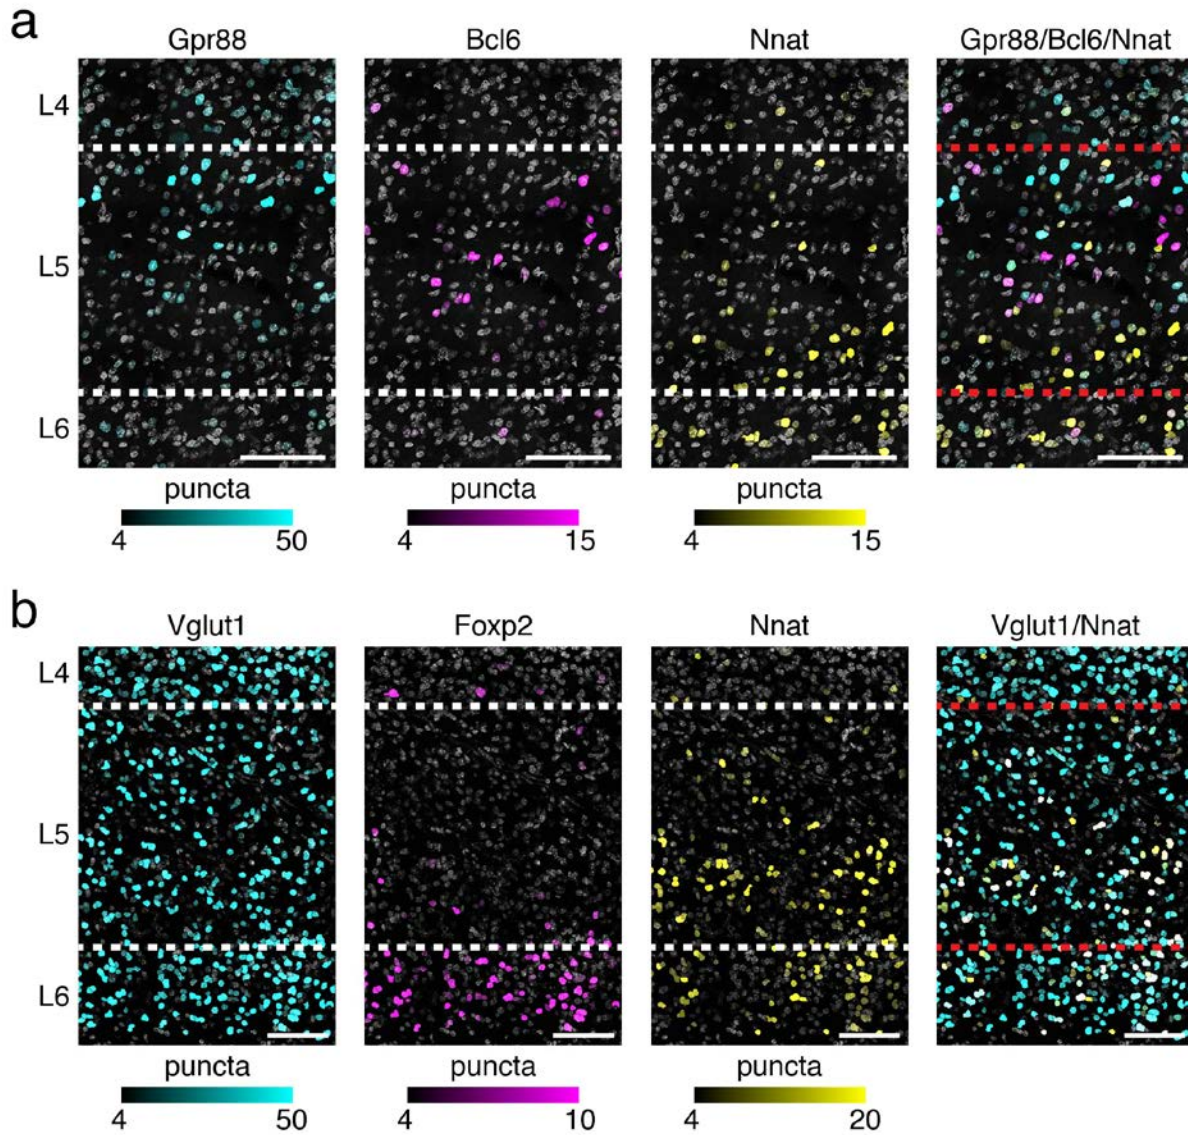 a
Gpr88 Bcl6 Nnat Gpr88/Bcl6/Nnat
L4
L5
L6
puncta puncta puncta
4 50 4 15 4 15
b
Vglut1 Foxp2 Nnat Vglut1/Nnat
L4
L5
L6
puncta puncta puncta
4 50 4 10 4 20